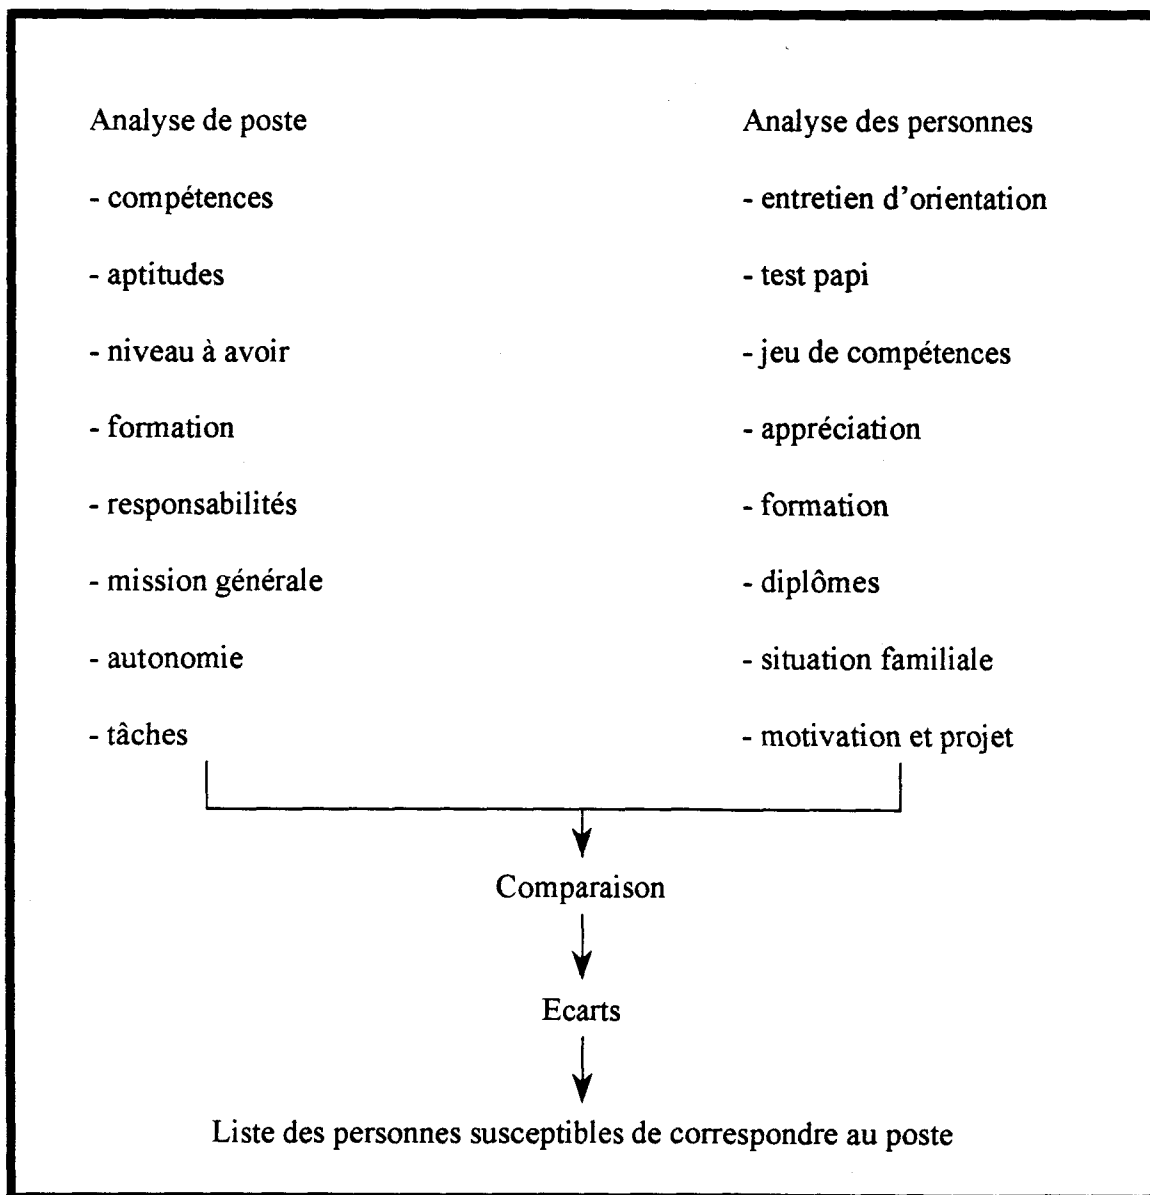 Analyse de poste
- compétences
- aptitudes
- niveau à avoir
- formation
- responsabilités
- mission générale
- autonomie
- tâches
Analyse des personnes
- entretien d'orientation
- test papi
- jeu de compétences
- appréciation
- formation
- diplômes
- situation familiale
- motivation et projet
Comparaison
Ecarts
Liste des personnes susceptibles de correspondre au poste